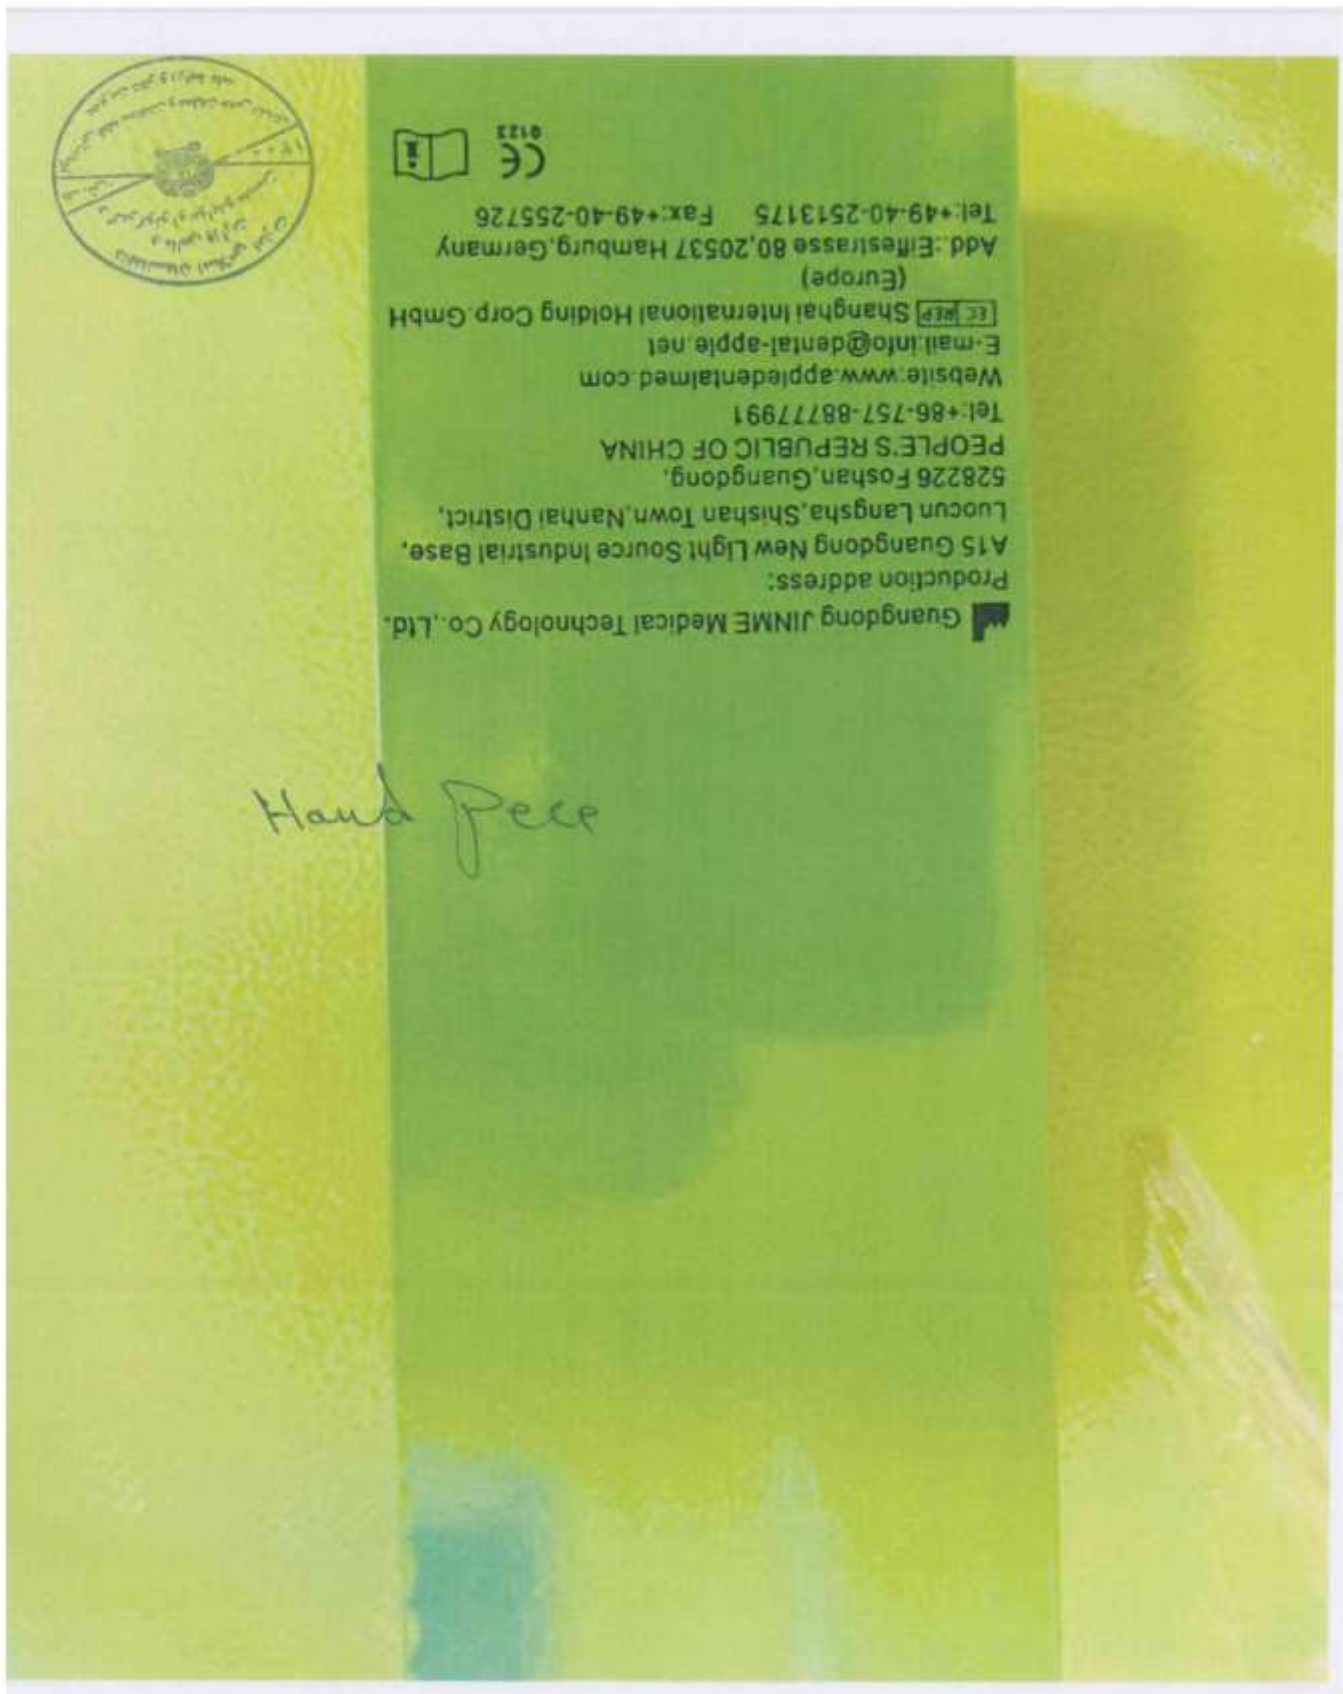 Guangdong JINME Medical Technology Co.,Ltd.
Production address:
A15 Guangdong New Light Source Industrial Base,
Luocun Langsha,Shishan Town,Nanhai District,
528226 Foshan,Guangdong,
PEOPLE'S REPUBLIC OF CHINA
Tel:+86-757-88777991
Website:www.appledentalmed.com
E-mail:info@dental-apple.net
EC REP Shanghai International Holding Corp.GmbH
(Europe)
Add.:Eiffestrasse 80,20537 Hamburg,Germany
Tel:+49-40-2513175 Fax:+49-40-255726
CE
0123
Hand pece